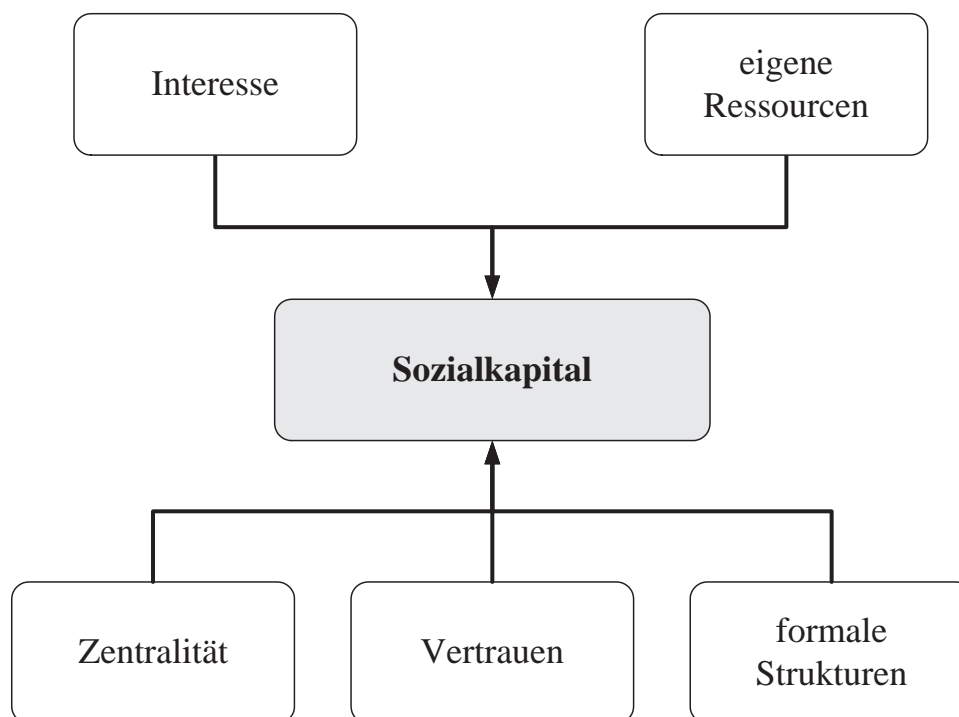 Interesse
eigene
Ressourcen
Sozialkapital
Zentralität
Vertrauen
formale
Strukturen